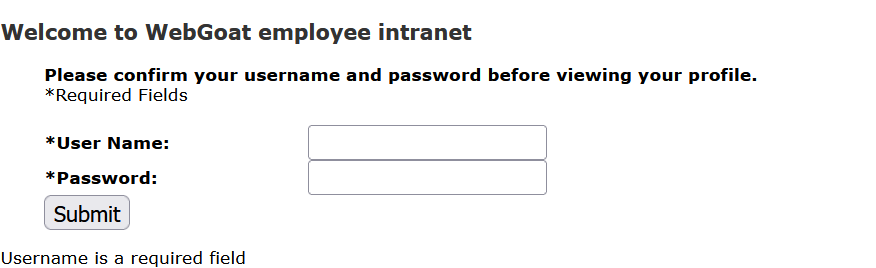 Welcome to WebGoat employee intranet
Please confirm your username and password before viewing your profile.
*Required Fields
*User Name:
*Password:
Submit
Username is a required field